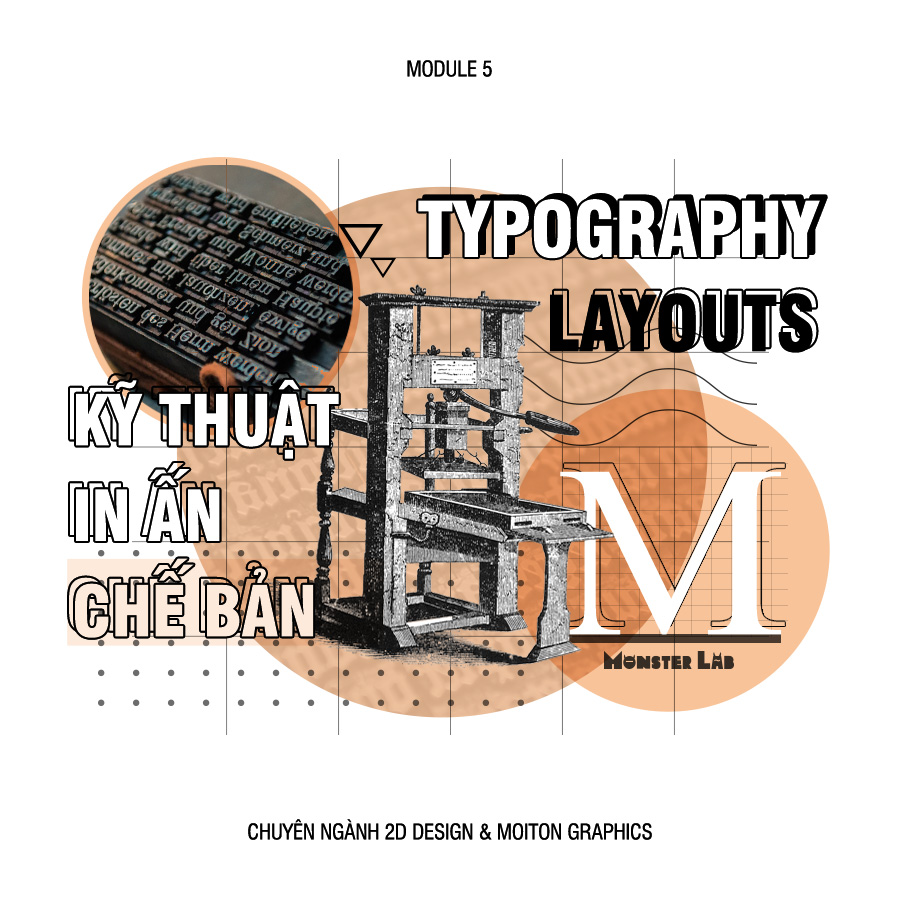 MODULE 5
TYPOGRAPHY
LAYOUTS
KỸ THUẬT
IN ẤN
CHẾ BẢN
M
MONSTER LAB
CHUYÊN NGÀNH 2D DESIGN & MOITON GRAPHICS